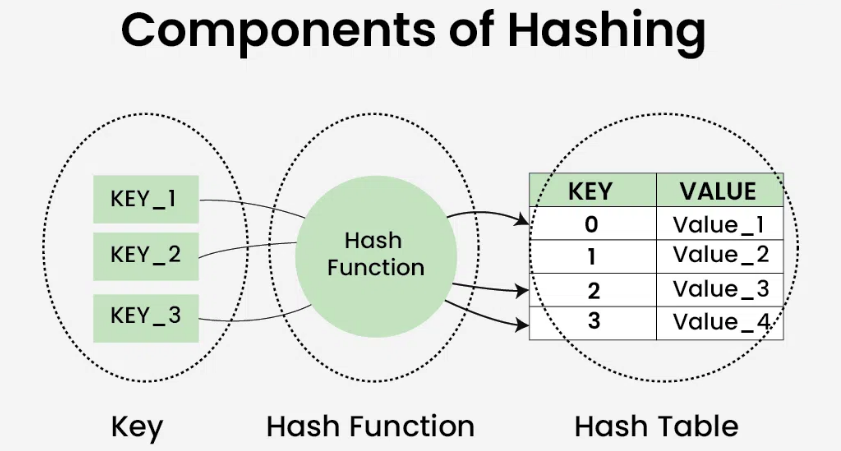 Components of Hashing
KEY_1
KEY_2
KEY_3
Hash
Function
KEY VALUE
0 Value_1
1 Value_2
2 Value_3
3 Value_4
Key
Hash Function
Hash Table